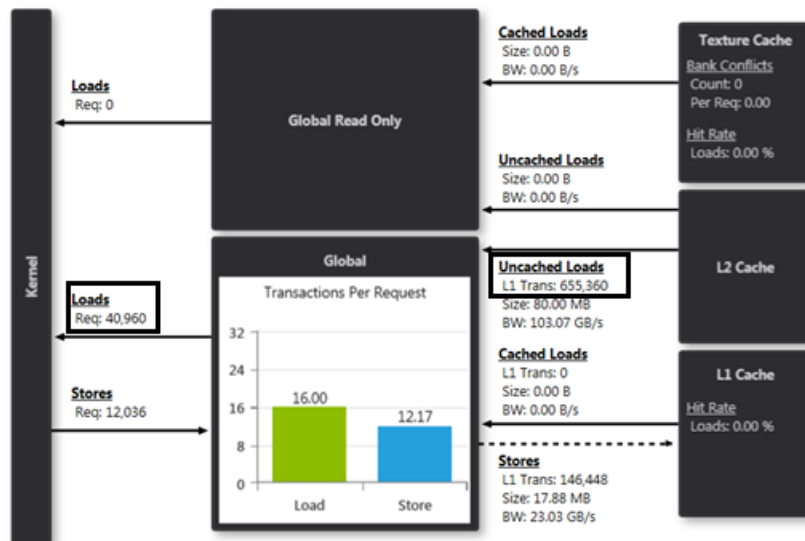 Kernel
Loads
Req: 0
Loads
Req: 40,960
Stores
Req: 12,036
Global Read Only
Global
Transactions Per Request
32
24
16
8
0
16.00
12.17
Load
Store
Cached Loads
Size: 0.00 B
BW: 0.00 B/s
Uncached Loads
Size: 0.00 B
BW: 0.00 B/s
Uncached Loads
L1 Trans: 655,360
Size: 80.00 MB
BW: 103.07 GB/s
Cached Loads
L1 Trans: 0
Size: 0.00 B
BW: 0.00 B/s
Stores
L1 Trans: 146,448
Size: 17.88 MB
BW: 23.03 GB/s
Texture Cache
Bank Conflicts
Count: 0
Per Req: 0.00
Hit Rate
Loads: 0.00 %
L2 Cache
L1 Cache
Hit Rate
Loads: 0.00 %